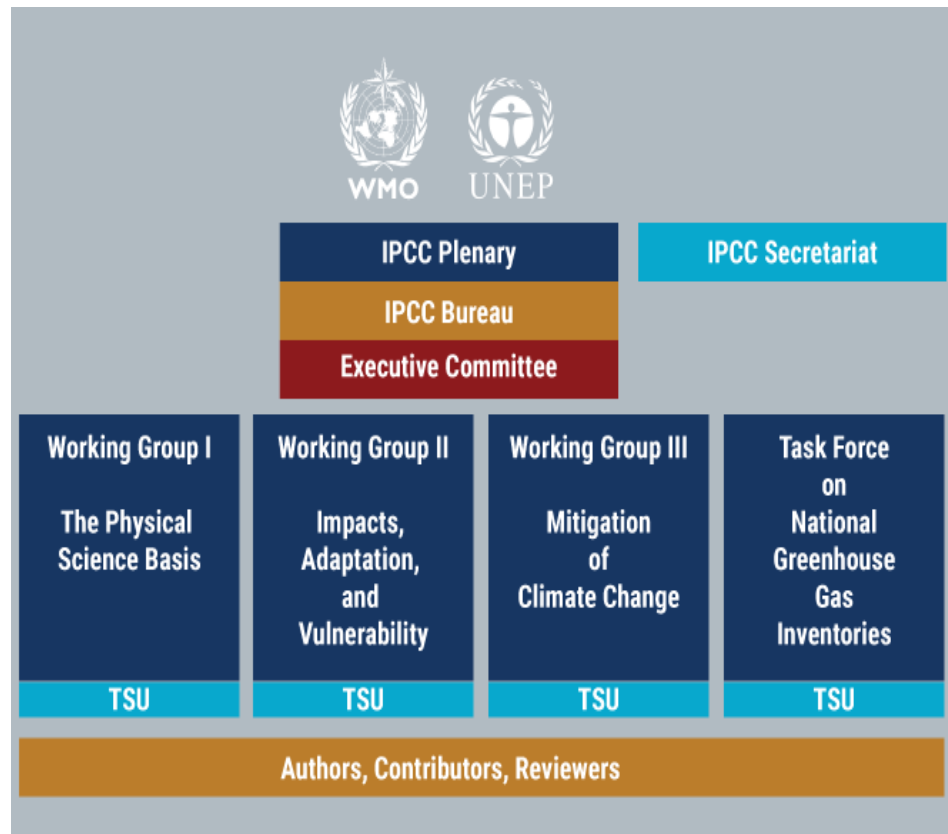 WMO
UNEP
IPCC Plenary
IPCC Secretariat
IPCC Bureau
Executive Committee
Working Group I
The Physical
Science Basis
TSU
Working Group II
Impacts,
Adaptation,
and
Vulnerability
TSU
Working Group III
Mitigation
of
Climate Change
TSU
Task Force
on
National
Greenhouse
Gas
Inventories
TSU
Authors, Contributors, Reviewers